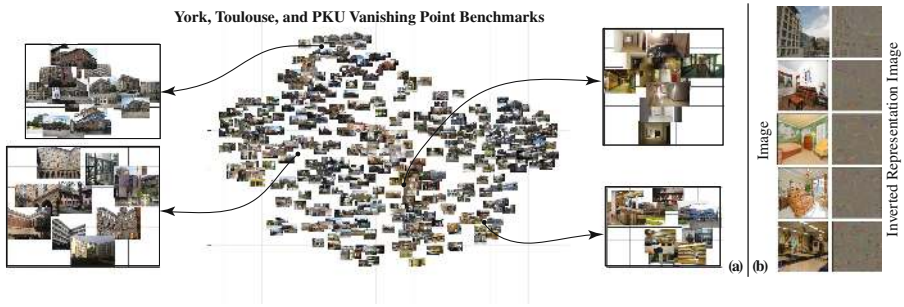 York, Toulouse, and PKU Vanishing Point Benchmarks
(a)
(b)
Image
Inverted Representation Image